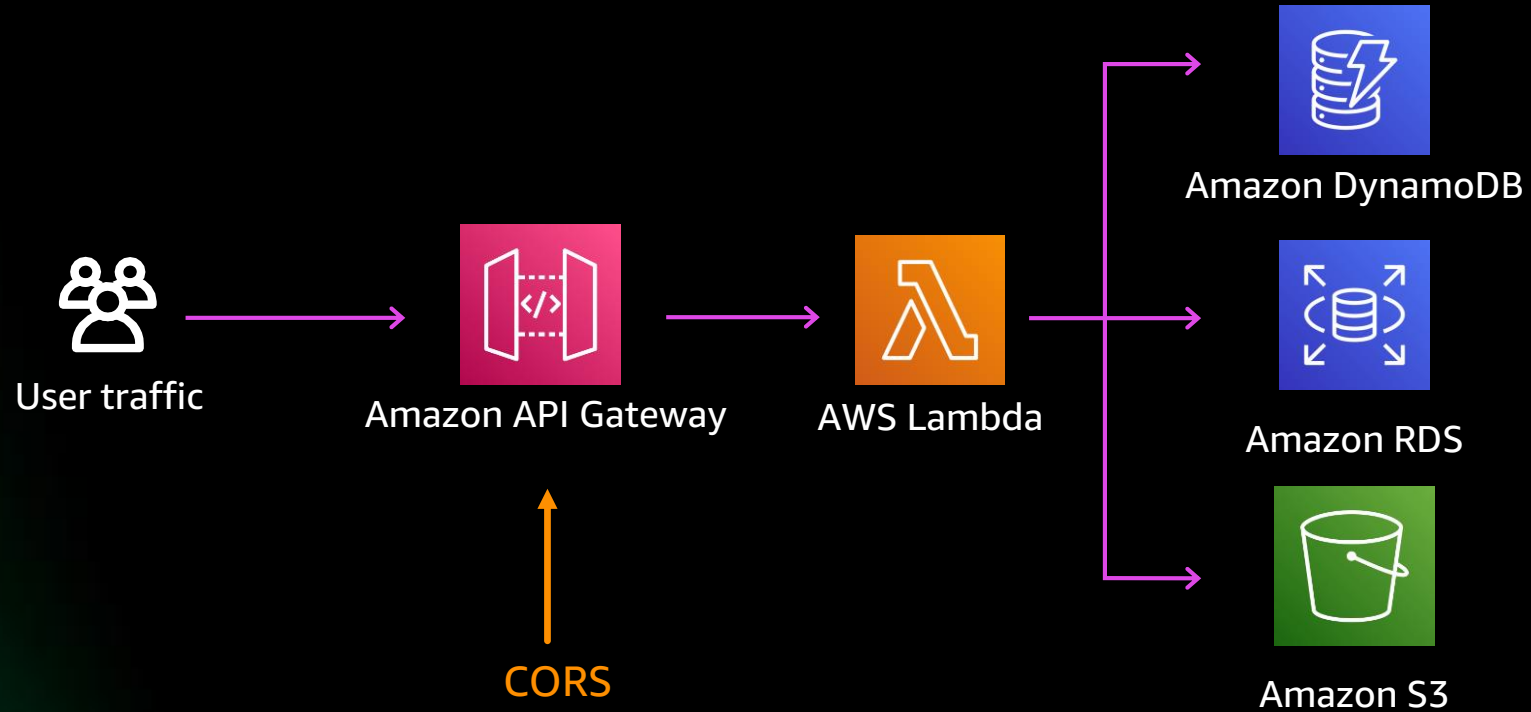 User traffic
Amazon API Gateway
</>
AWS Lambda
Amazon DynamoDB
Amazon RDS
Amazon S3
CORS